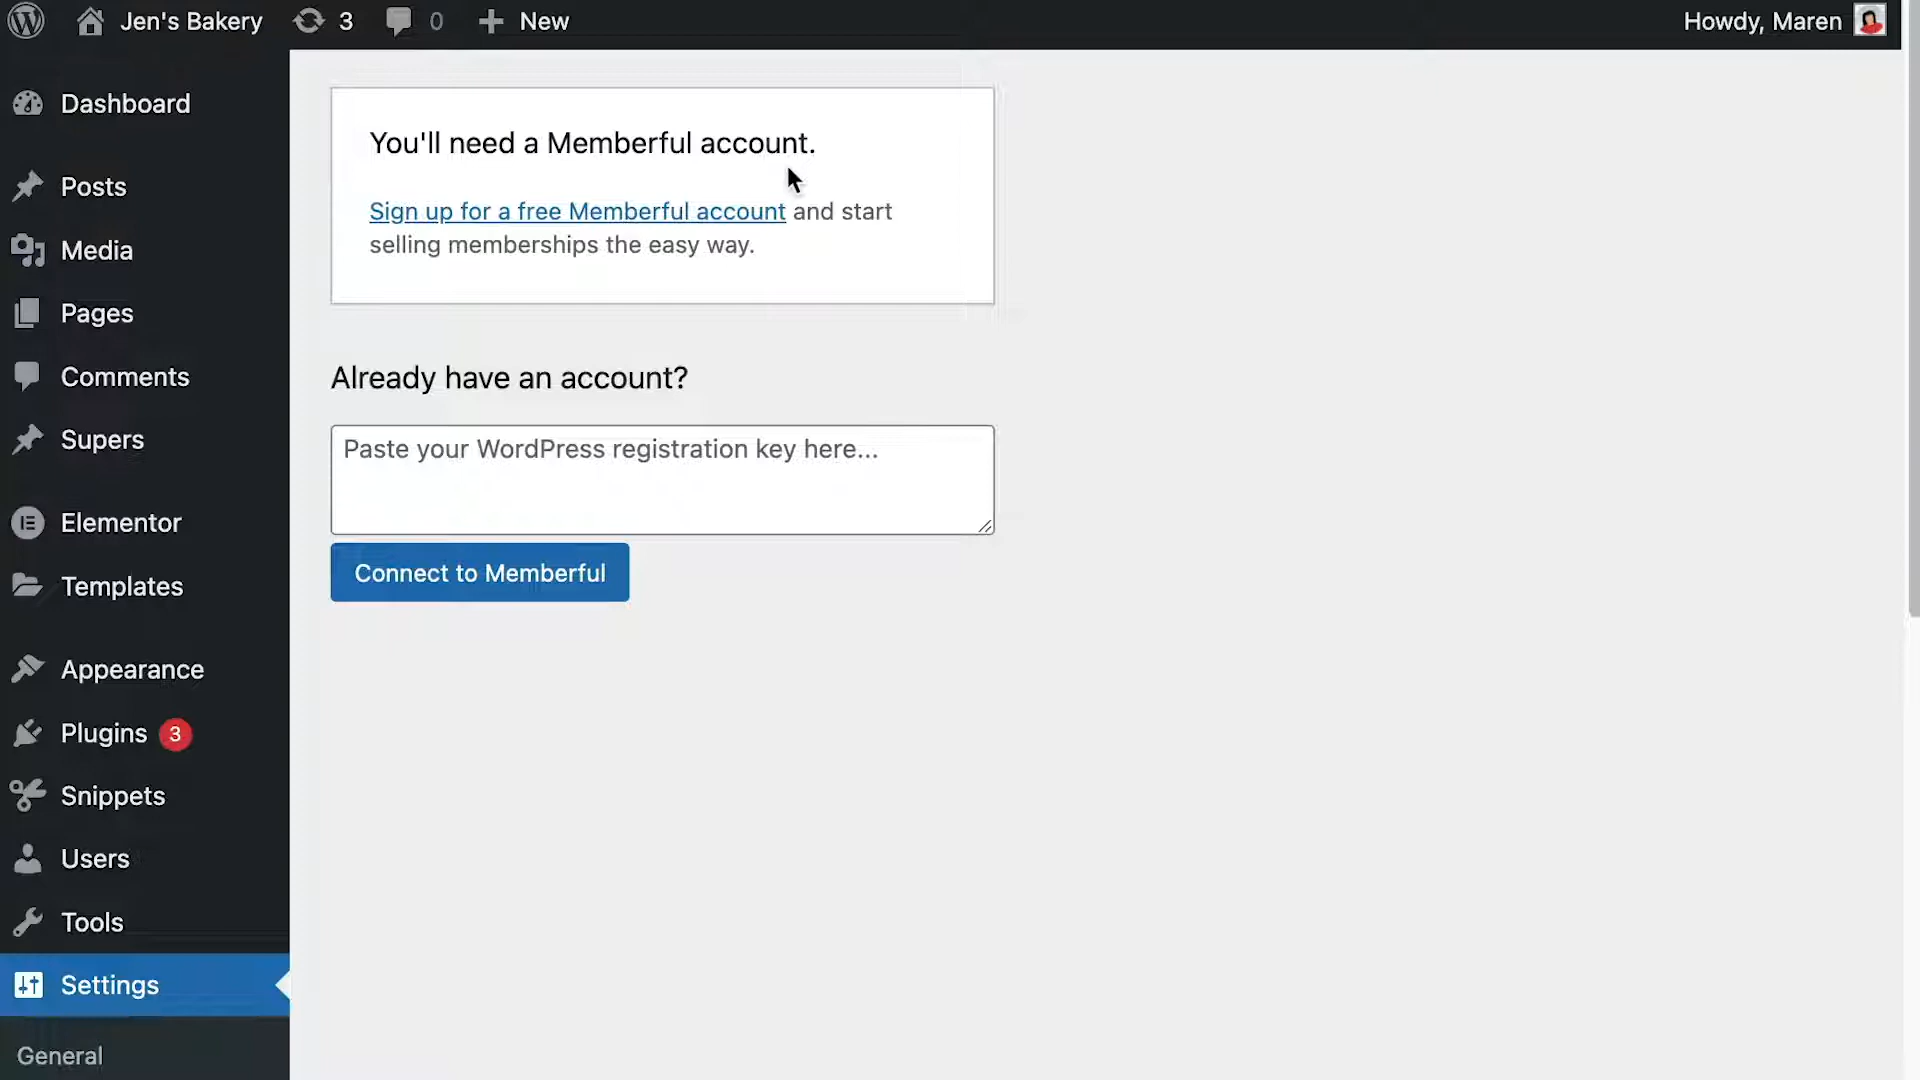 Jen's Bakery 3 0 New Howdy, Maren
Dashboard
Posts
Media
Pages
Comments
Supers
Elementor
Templates
Appearance
Plugins 3
Snippets
Users
Tools
Settings
General
You'll need a Memberful account.
Sign up for a free Memberful account and start
selling memberships the easy way.
Already have an account?
Paste your WordPress registration key here...
Connect to Memberful